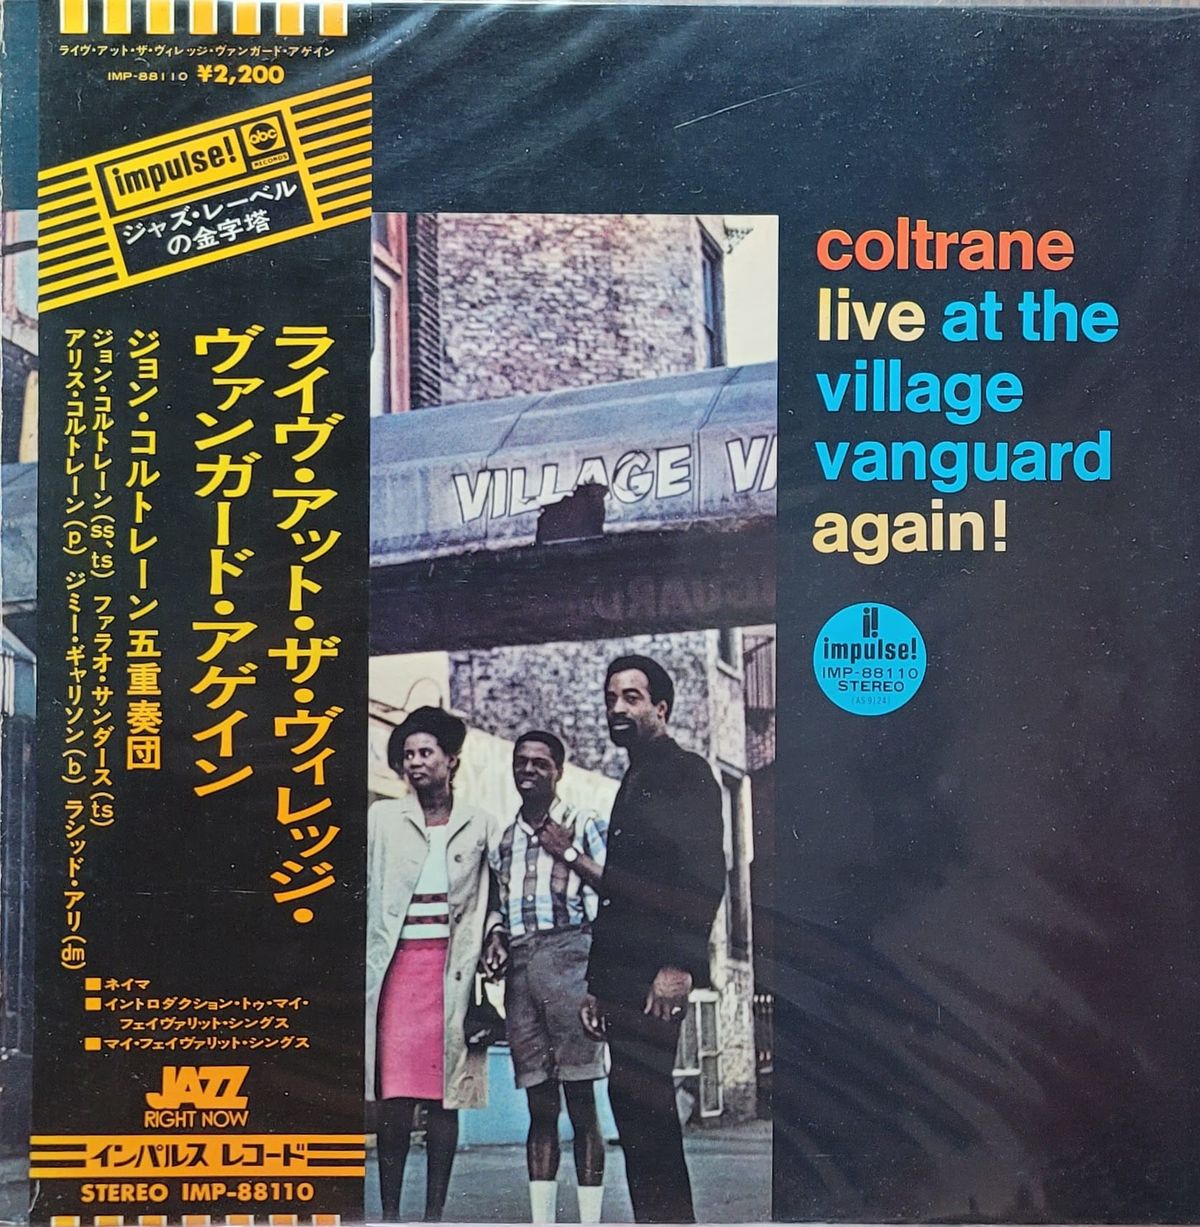 ライヴ・アット・ザ・ヴィレッジ・ヴァンガード・アゲイン
IMP-88110 ¥2,200
impulse!
abc
RECORDS
ジャズ・レーベル
の金字塔
ライヴ・アット・ザ・ヴィレッジ・
ヴァンガード・アゲイン
ジョン・コルトレーン五重奏団
ジョン・コルトレーン(ss、ts) ファラオ・サンダース(ts)
アリス・コルトレーン(p) ジミー・ギャリソン(b) ラシッド・アリ(dm)
■ネイマ
■イントロダクション・トゥ・マイ・
フェイヴァリット・シングス
■マイ・フェイヴァリット・シングス
JAZZ
RIGHT NOW
インパルス レコード
STEREO IMP-88110
VILLAGE VA
coltrane
live at the
village
vanguard
again!
i!
impulse!
IMP-88110
STEREO
(AS9124)